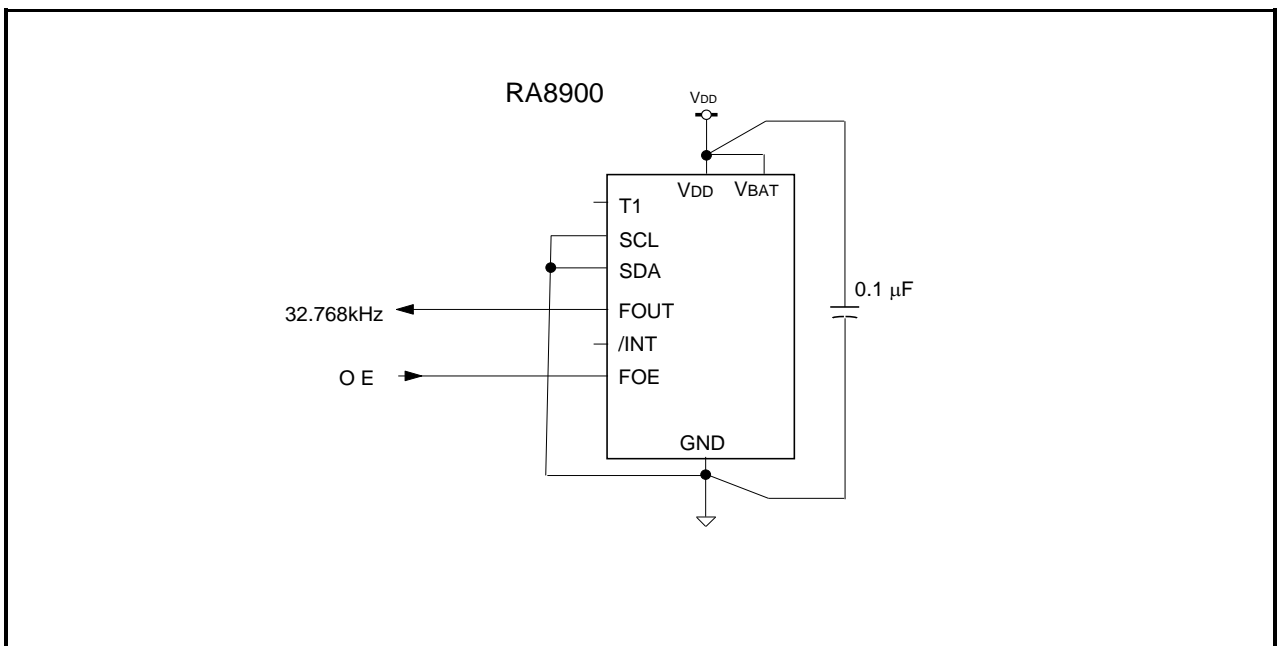 RA8900
VDD
VDD VBAT
T1
SCL
SDA
0.1 μF
32.768kHz
FOUT
/INT
O E
FOE
GND